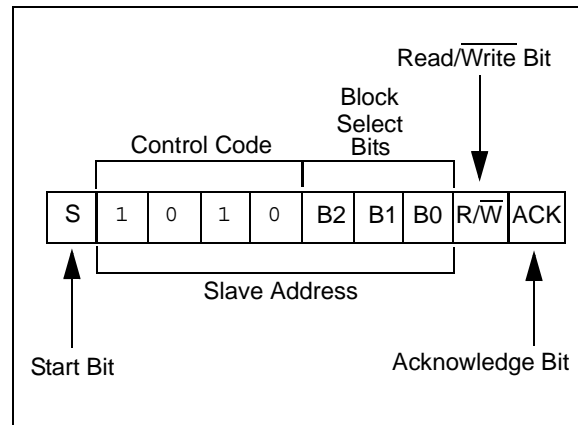 Read/Write Bit
Block
Select
Bits
Control Code
S 1 0 1 0 B2 B1 B0 R/W ACK
Slave Address
Start Bit
Acknowledge Bit